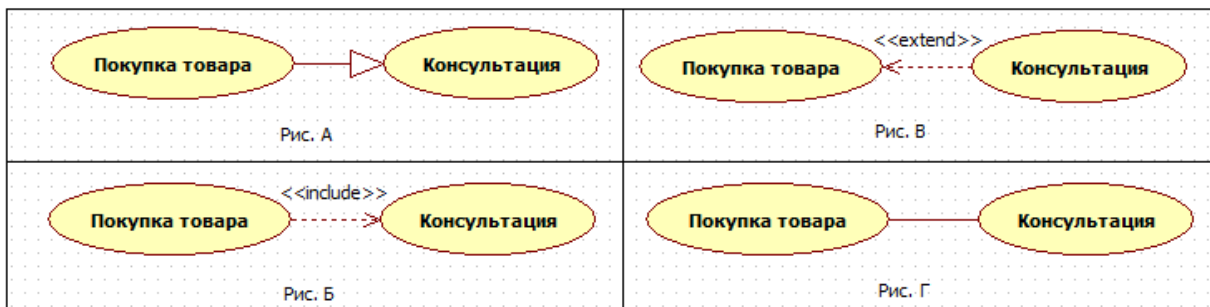 Покупка товара
Консультация
Рис. А
<<extend>>
Покупка товара
Консультация
Рис. В
<<include>>
Покупка товара
Консультация
Рис. Б
Покупка товара
Консультация
Рис. Г